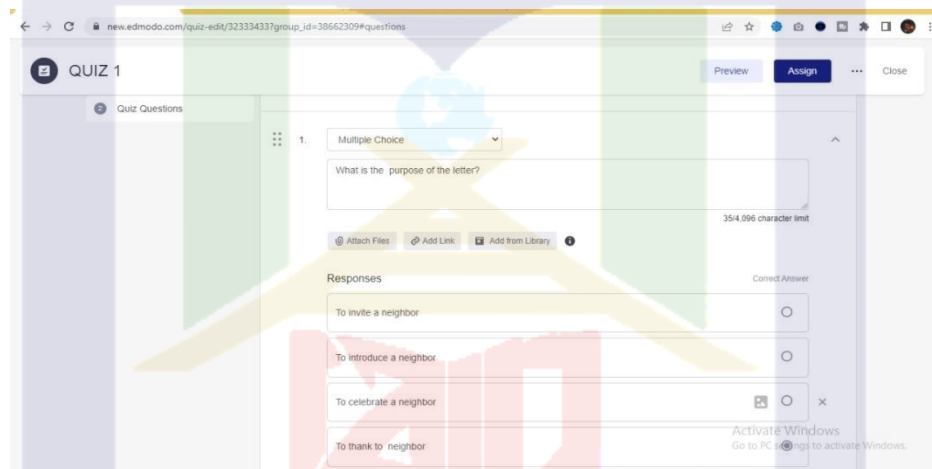 new.edmodo.com/quiz-edit/32333433?group_id=38662309#questions
QUIZ 1
Preview
Assign
Close
Quiz Questions
1. Multiple Choice
What is the purpose of the letter?
35/4,096 character limit
Attach Files Add Link Add from Library
Responses Correct Answer
To invite a neighbor
To introduce a neighbor
To celebrate a neighbor
Activate Windows
To thank to neighbor
Go to PC settings to activate Windows.